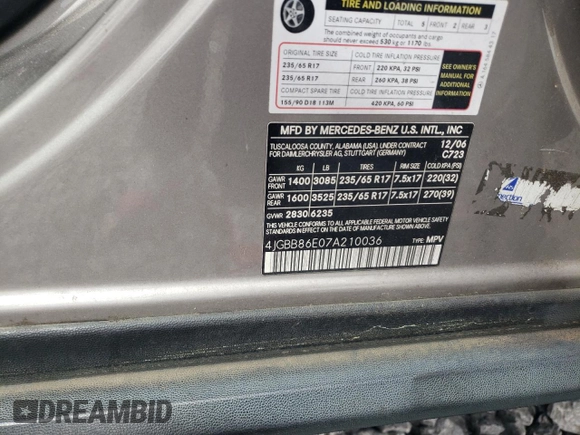 TIRE AND LOADING INFORMATION
SEATING CAPACITY TOTAL 5 FRONT 2 REAR 3
The combined weight of occupants and cargo
should never exceed 530 kg or 1170 lbs.
ORIGINAL TIRE SIZE COLD TIRE INFLATION PRESSURE
235/65 R17 FRONT 220 KPA, 32 PSI
235/65 R17 REAR 260 KPA, 38 PSI
COMPACT SPARE TIRE COLD TIRE INFLATION PRESSURE
155/90 D18 113M 420 KPA, 60 PSI
SEE OWNER'S
MANUAL FOR
ADDITIONAL
INFORMATION
MFD BY MERCEDES-BENZ U.S. INTL., INC
TUSCALOOSA COUNTY, ALABAMA (USA) UNDER CONTRACT 12/06
FOR DAIMLERCHRYSLER AG, STUTTGART (GERMANY) C723
KG LB TIRES RIMS SIZE COLD KPA (PSI)
GAWR FRONT 1400 3085 235/65 R 17 7.5x17 220(32)
GAWR REAR 1600 3525 235/65 R 17 7.5x17 270(39)
GVWR 2830 6235
THIS VEHICLE CONFORMS TO ALL APPLICABLE FEDERAL MOTOR VEHICLE
SAFETY AND THEFT PREVENTION STANDARDS IN EFFECT ON THE DATE
OF MANUFACTURE SHOWN ABOVE.
4JGBB86E07A210036 TYPE: MPV
DREAMBID